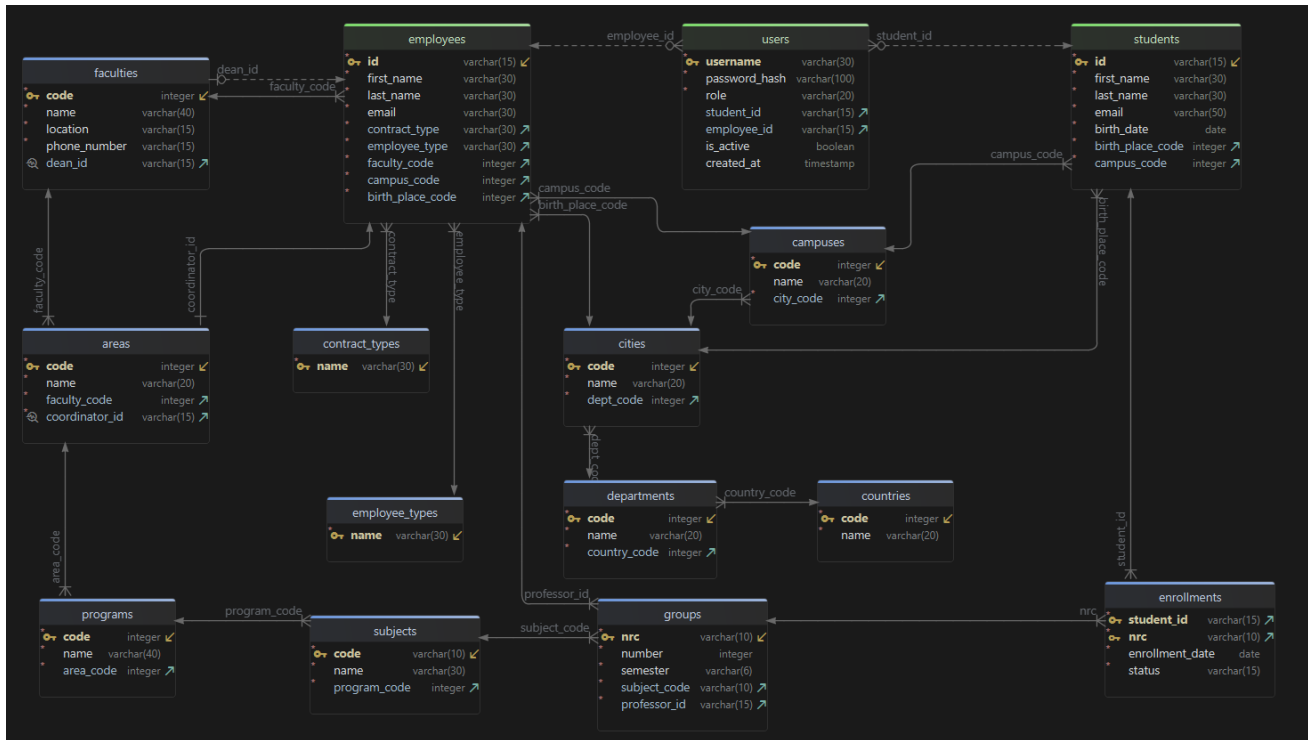 employees
id varchar(15)
first_name varchar(30)
last_name varchar(30)
email varchar(30)
contract_type varchar(30)
employee_type varchar(30)
faculty_code integer
campus_code integer
birth_place_code integer
employee_id
users
username varchar(30)
password_hash varchar(100)
role varchar(20)
student_id varchar(15)
employee_id varchar(15)
is_active boolean
created_at timestamp
student_id
students
id varchar(15)
first_name varchar(30)
last_name varchar(30)
email varchar(50)
birth_date date
birth_place_code integer
campus_code integer
faculties
code integer
name varchar(40)
location varchar(15)
phone_number varchar(15)
dean_id varchar(15)
dean_id
faculty_code
campus_code
campus_code
birth_place_code
birth_place_code
faculty_code
coordinator_id
contract_type
employee_type
campuses
code integer
name varchar(20)
city_code integer
city_code
areas
code integer
name varchar(20)
faculty_code integer
coordinator_id varchar(15)
contract_types
name varchar(30)
cities
code integer
name varchar(20)
dept_code integer
dept_co
employee_types
name varchar(30)
departments
code integer
name varchar(20)
country_code integer
country_code
countries
code integer
name varchar(20)
area_code
student_id
programs
code integer
name varchar(40)
area_code integer
program_code
subjects
code varchar(10)
name varchar(30)
program_code integer
professor_id
subject_code
groups
nrc varchar(10)
number integer
semester varchar(6)
subject_code varchar(10)
professor_id varchar(15)
nrc
enrollments
student_id varchar(15)
nrc varchar(10)
enrollment_date date
status varchar(15)